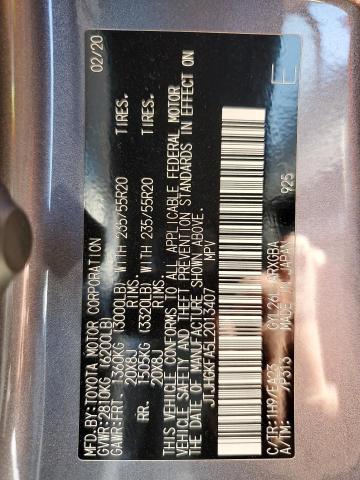 MFD.BY:TOYOTA MOTOR CORPORATION 02/20
GVWR:2810KG (6200LB)
GAWR:FRT. 1360KG (3000LB) WITH 235/55R20 TIRES,
20X8J RIMS,
RR. 1505KG (3320LB) WITH 235/55R20 TIRES,
20X8J RIMS,
THIS VEHICLE CONFORMS TO ALL APPLICABLE FEDERAL MOTOR
VEHICLE SAFETY AND THEFT PREVENTION STANDARDS IN EFFECT ON
THE DATE OF MANUFACTURE SHOWN ABOVE.
MPV
E
C/TR:1H9/EA23 GYL26L-ARXGBA
A/TM: /P313 MADE IN JAPAN 925